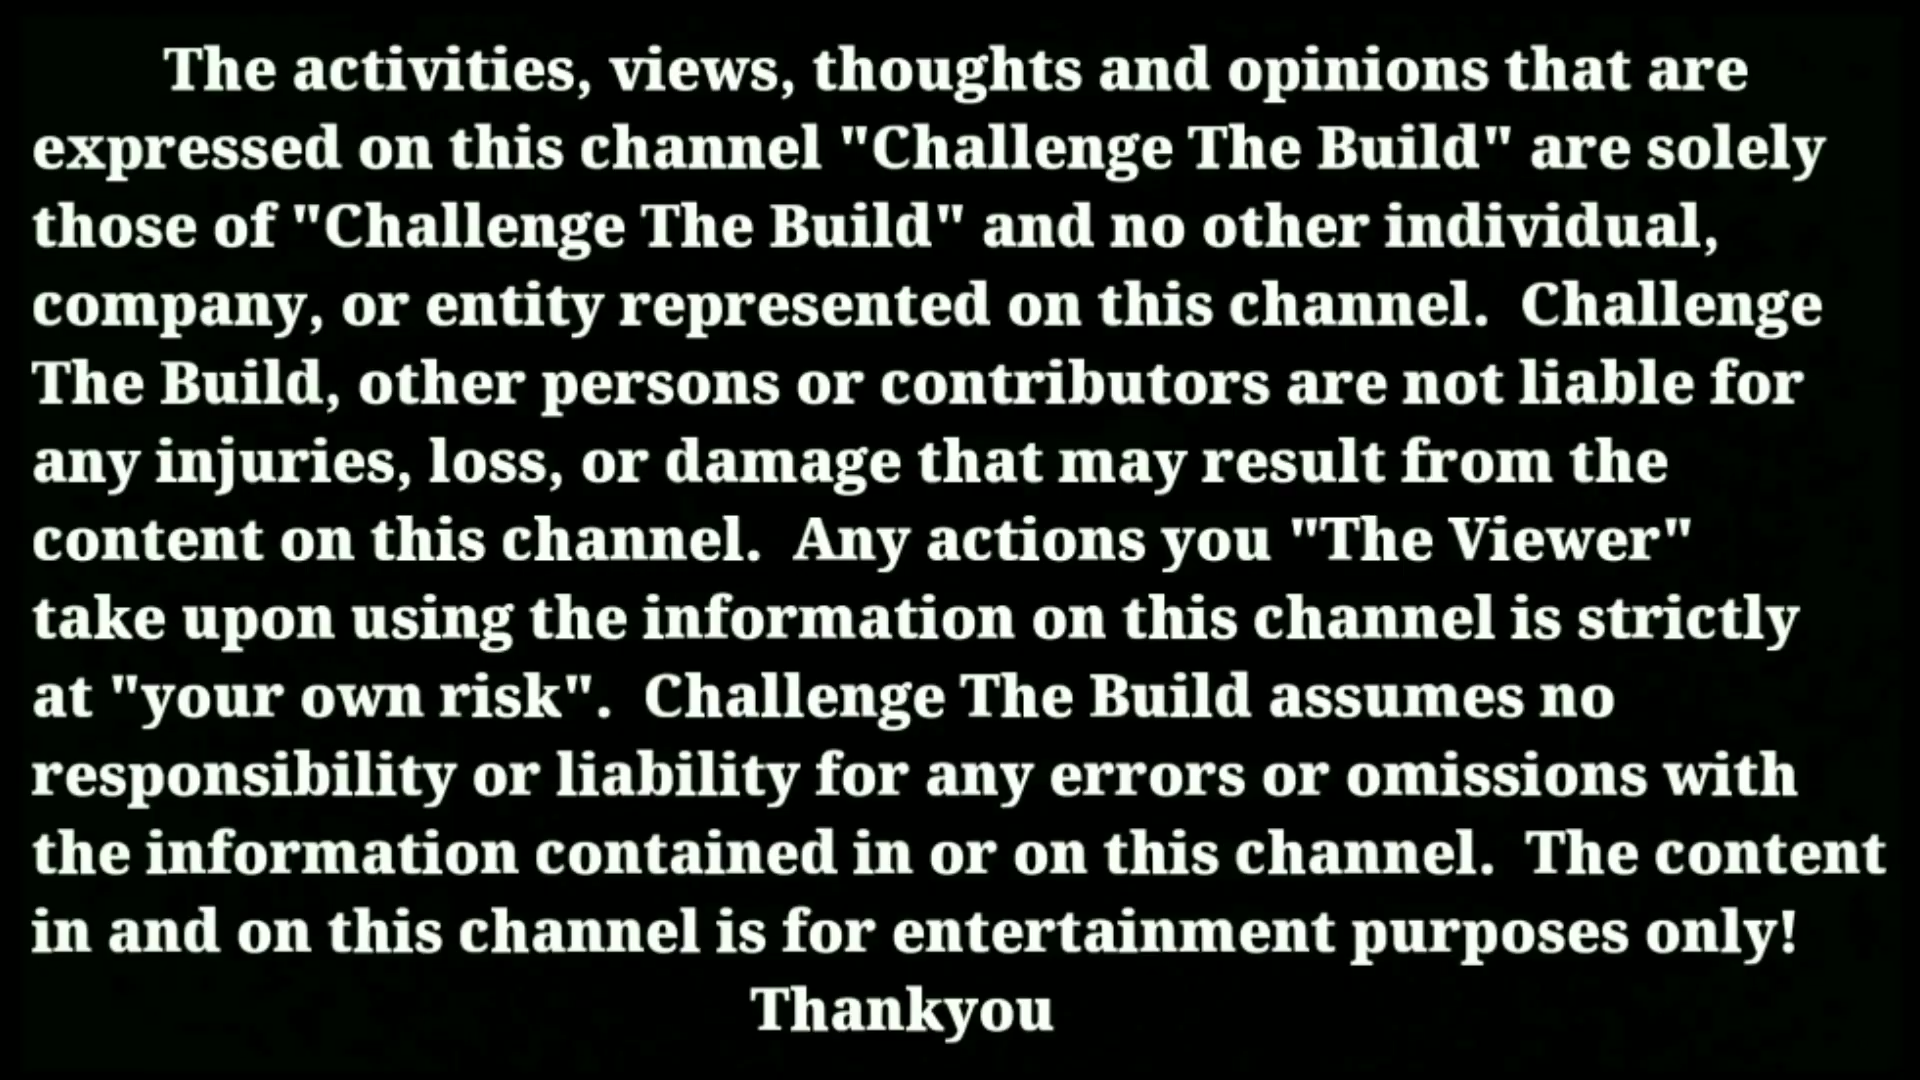 The activities, views, thoughts and opinions that are
expressed on this channel "Challenge The Build" are solely
those of "Challenge The Build" and no other individual,
company, or entity represented on this channel.  Challenge
The Build, other persons or contributors are not liable for
any injuries, loss, or damage that may result from the
content on this channel.  Any actions you "The Viewer"
take upon using the information on this channel is strictly
at "your own risk".  Challenge The Build assumes no
responsibility or liability for any errors or omissions with
the information contained in or on this channel.  The content
in and on this channel is for entertainment purposes only!
Thankyou